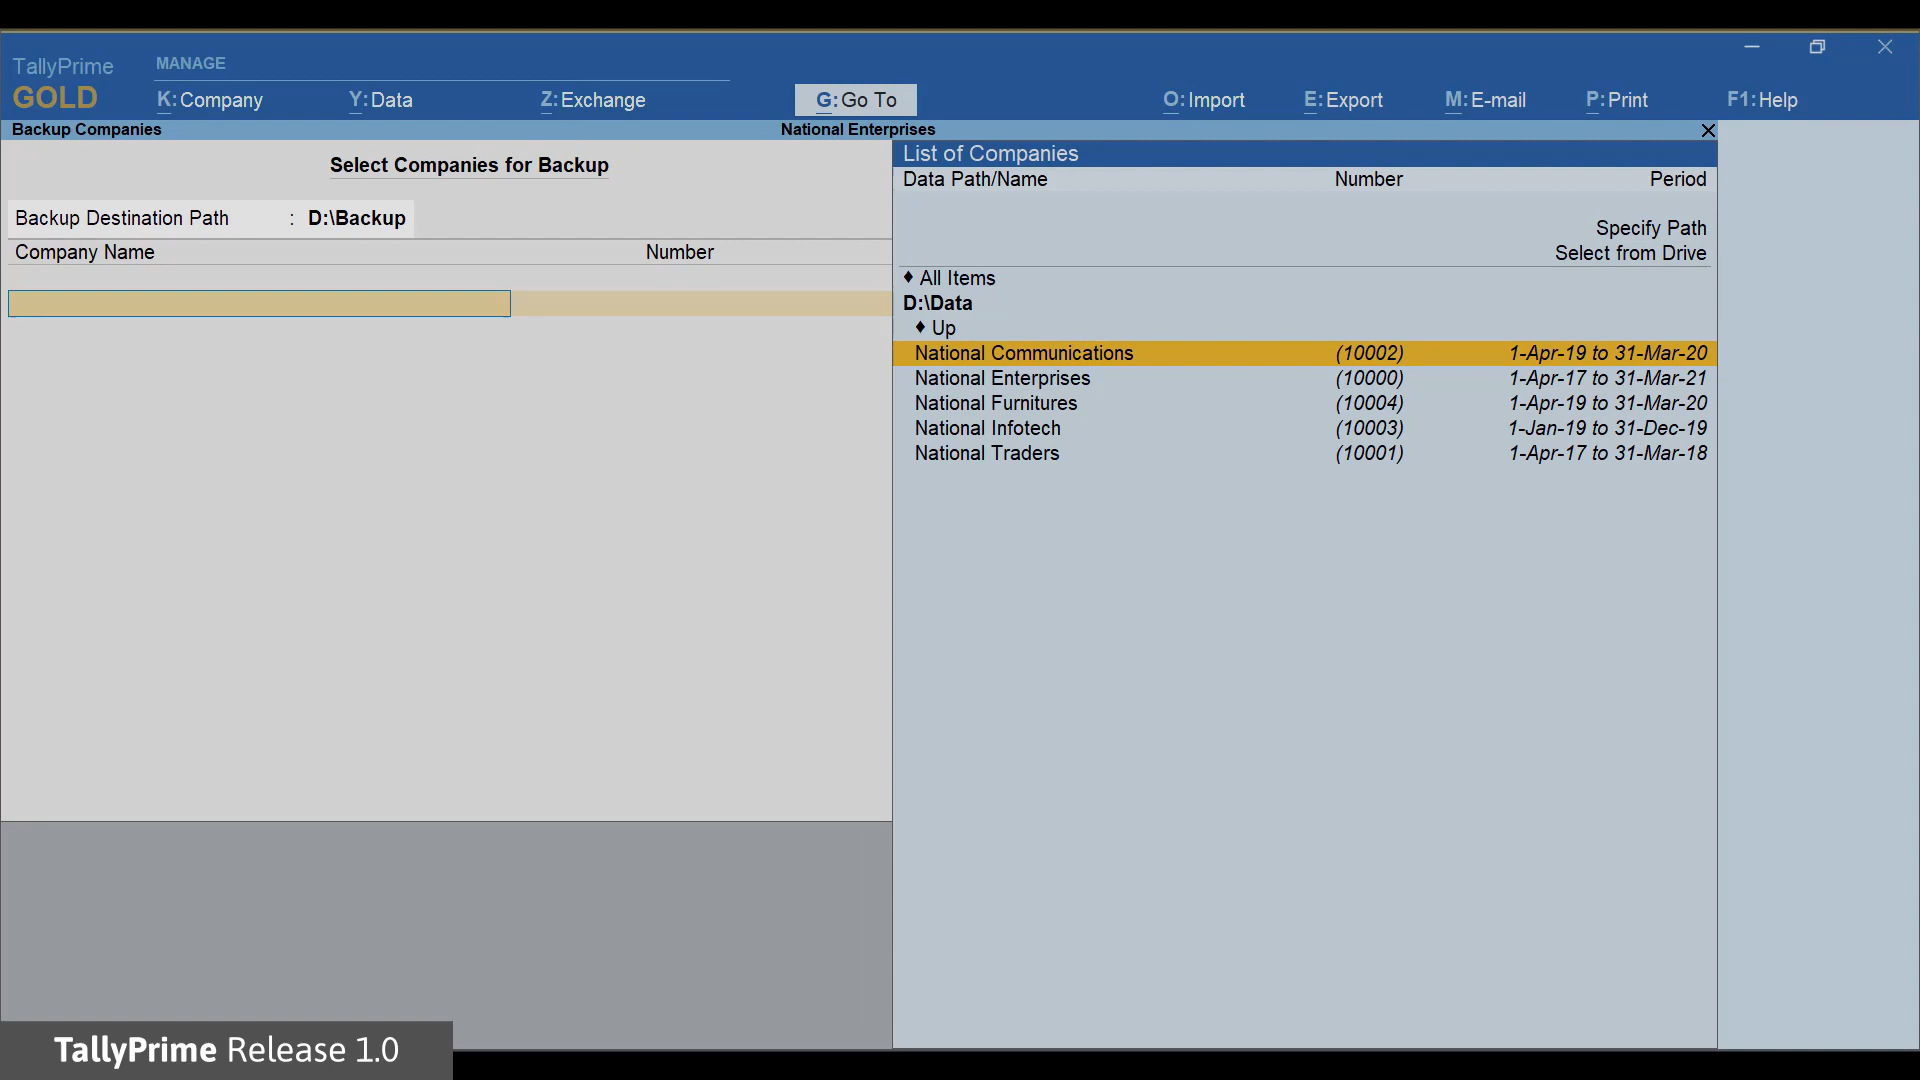 TallyPrime
GOLD
MANAGE
K:Company Y:Data Z:Exchange G:Go To O:Import E:Export M:E-mail P:Print F1:Help
Backup Companies National Enterprises
Select Companies for Backup
Backup Destination Path : D:\Backup
Company Name Number
List of Companies
Data Path/Name Number Period
Specify Path
Select from Drive
♦ All Items
D:\Data
♦ Up
National Communications (10002) 1-Apr-19 to 31-Mar-20
National Enterprises (10000) 1-Apr-17 to 31-Mar-21
National Furnitures (10004) 1-Apr-19 to 31-Mar-20
National Infotech (10003) 1-Jan-19 to 31-Dec-19
National Traders (10001) 1-Apr-17 to 31-Mar-18
TallyPrime Release 1.0